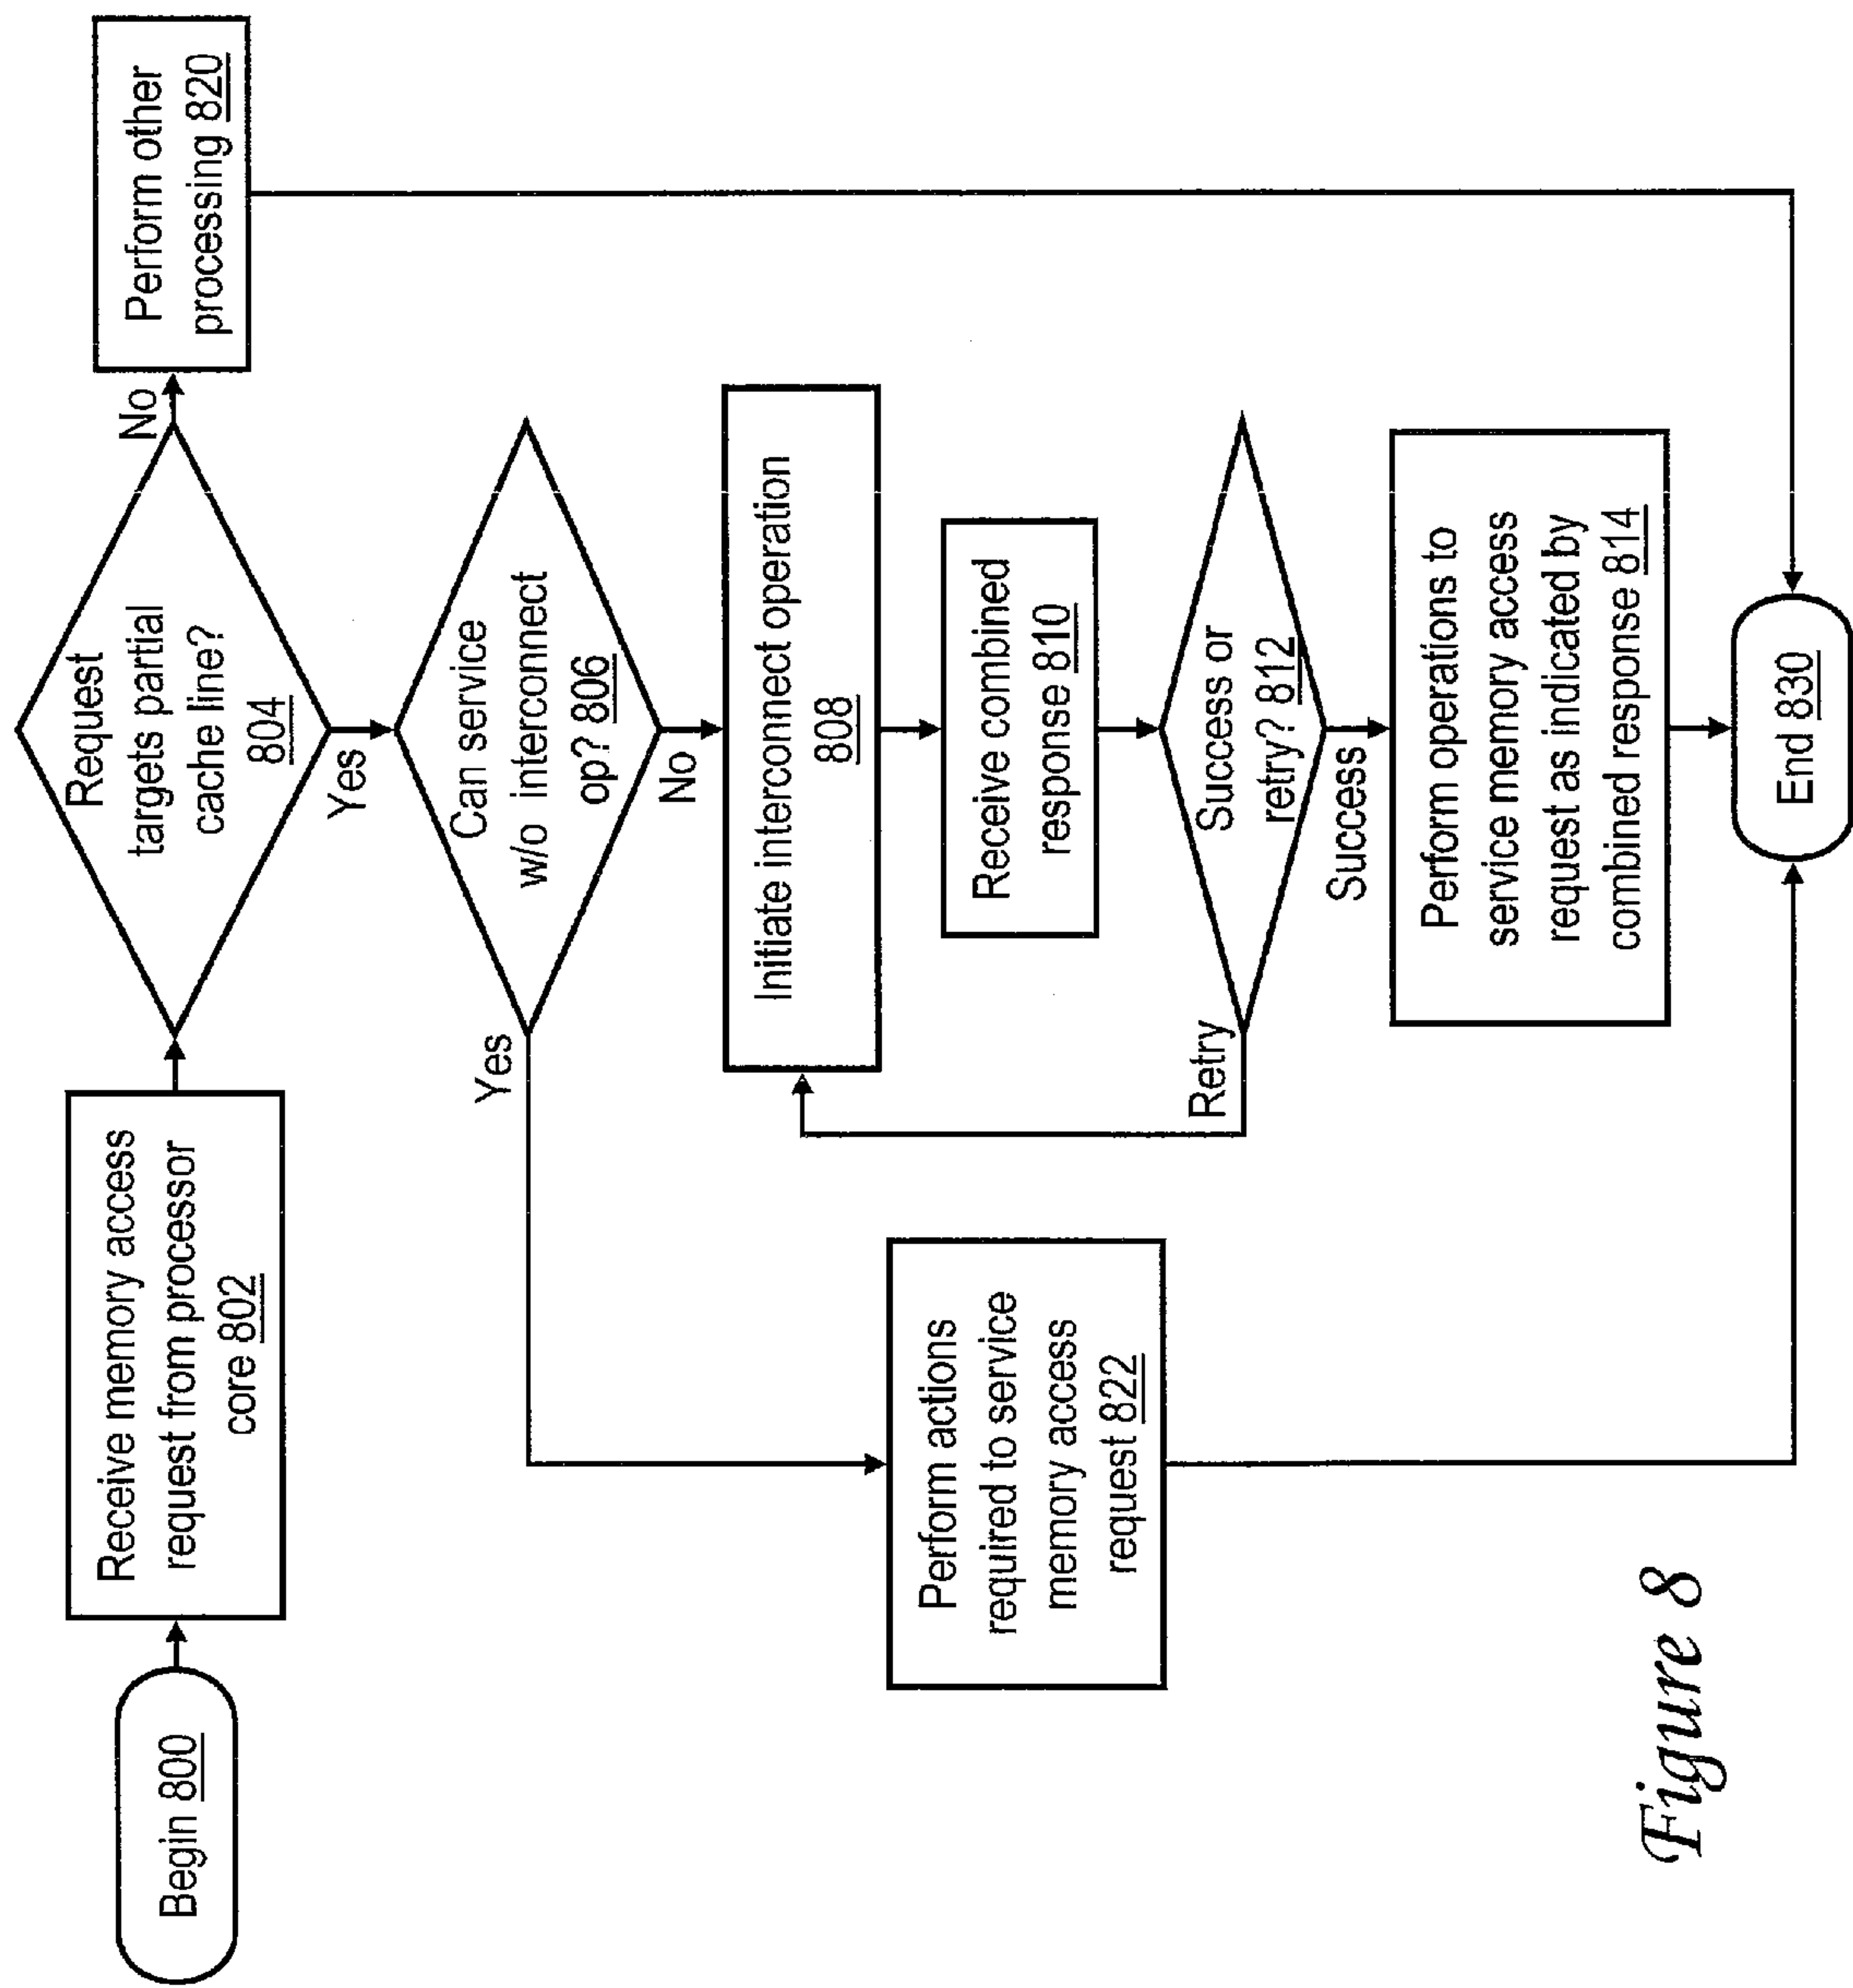 Begin 800
Receive memory access
request from processor
core 802
Request
targets partial
cache line?
804
No
Perform other
processing 820
Yes
Can service
w/o interconnect
op? 806
Yes
No
Perform actions
required to service
memory access
request 822
Initiate interconnect operation
808
Receive combined
response 810
Success or
retry? 812
Retry
Success
Perform operations to
service memory access
request as indicated by
combined response 814
End 830
Figure 8